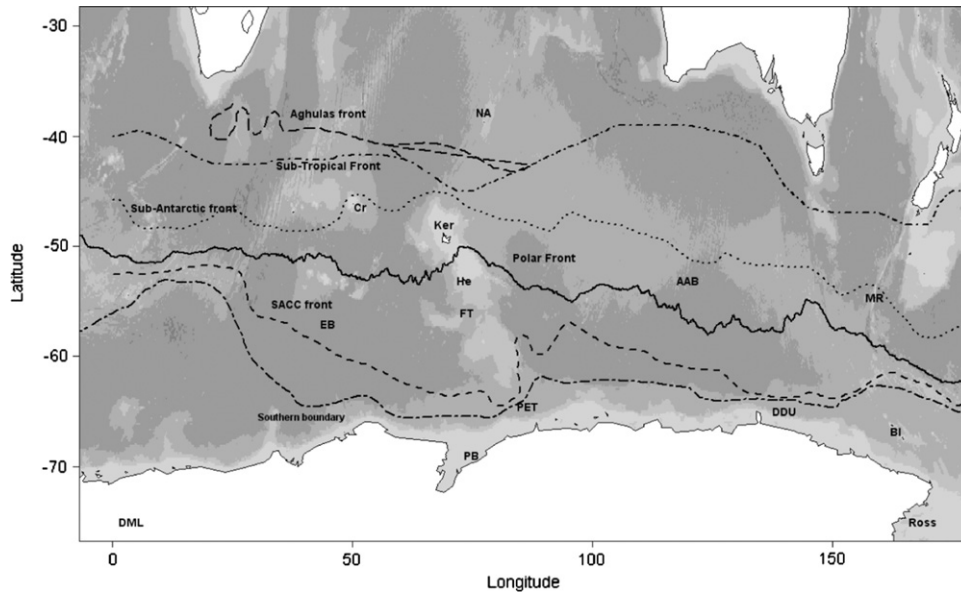 -30
Aghulas front
NA
-40
Sub-Tropical Front
Sub-Antarctic front
Cr
Ker
-50
Polar Front
He
AAB
MR
SACC front
FT
EB
-60
PET
DDU
Southern boundary
BI
PB
-70
DML
Ross
0
50
100
150
Longitude
Latitude